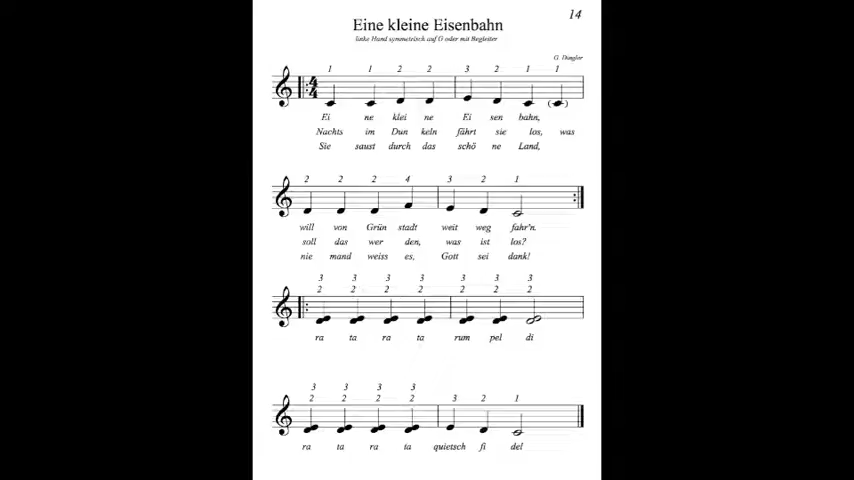 14
Eine kleine Eisenbahn
linke Hand symmetrisch auf G oder mit Begleiter
G. Dängler
1 1 2 2 3 2 1 1
4
4
( )
Ei ne klei ne Ei sen bahn,
Nachts im Dun keln fährt sie los, was
Sie saust durch das schö ne Land,
2 2 2 4 3 2 1
will von Grün stadt weit weg fahr'n.
soll das wer den, was ist los?
nie mand weiss es, Gott sei dank!
3 3 3 3 3 3 3
2 2 2 2 2 2 2
ra ta ra ta rum pel di
3 3 3 3
2 2 2 2 3 2 1
ra ta ra ta quietsch fi del